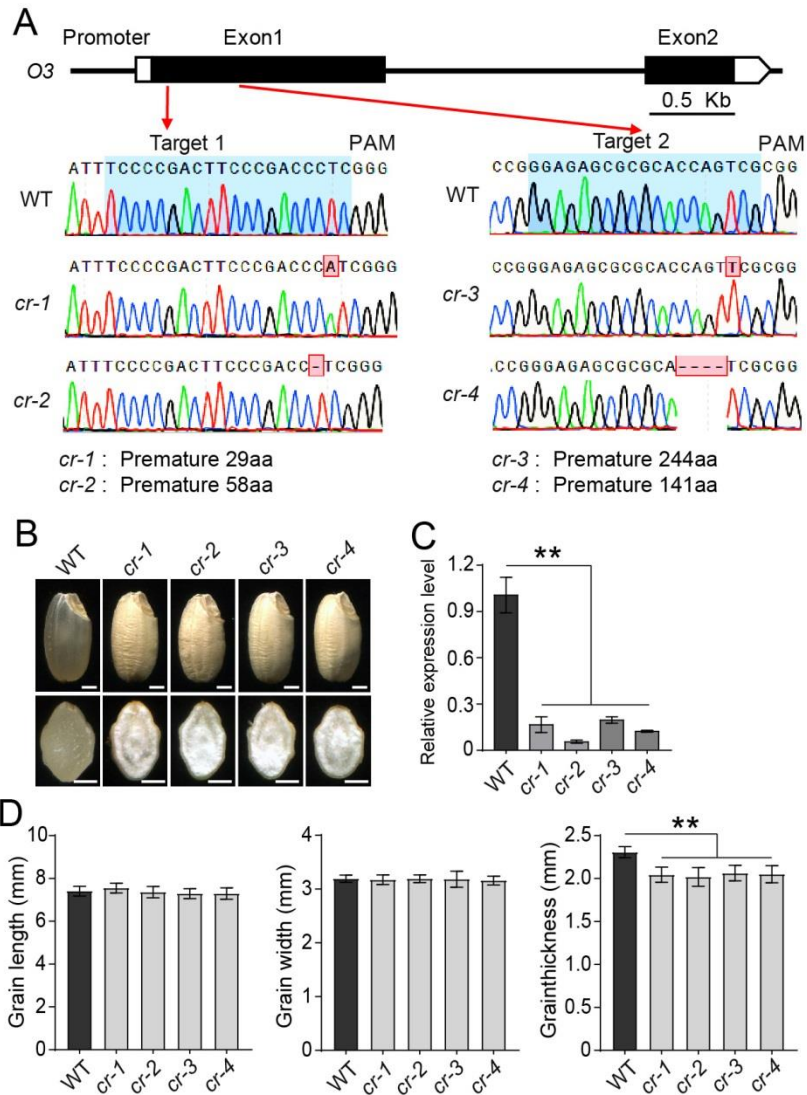 A
Promoter Exon1 Exon2
O3
0.5 Kb
Target 1 PAM
ATTTCCCCGACTTCCCGACCCTCGGG
WT
ATTTCCCCGACTTCCCGACCCATCGGG
cr-1
ATTTCCCCGACTTCCCGACC-TCGGG
cr-2
cr-1 : Premature 29aa
cr-2 : Premature 58aa
Target 2 PAM
CCGGGAGAGCGCGCACCAGTCGCGG
WT
CCGGGAGAGCGCGCACCAGTTCGCGG
cr-3
CCGGGAGAGCGCGCA----TCGCGG
cr-4
cr-3 : Premature 244aa
cr-4 : Premature 141aa
B
WT cr-1 cr-2 cr-3 cr-4
C
Relative expression level
1.2
0.9
0.6
0.3
0
**
WT cr-1 cr-2 cr-3 cr-4
D
Grain length (mm)
10
8
6
4
2
0
WT cr-1 cr-2 cr-3 cr-4
Grain width (mm)
4
3
2
1
0
WT cr-1 cr-2 cr-3 cr-4
Grainthickness (mm)
2.5
2.0
1.5
1.0
0.5
0
**
WT cr-1 cr-2 cr-3 cr-4